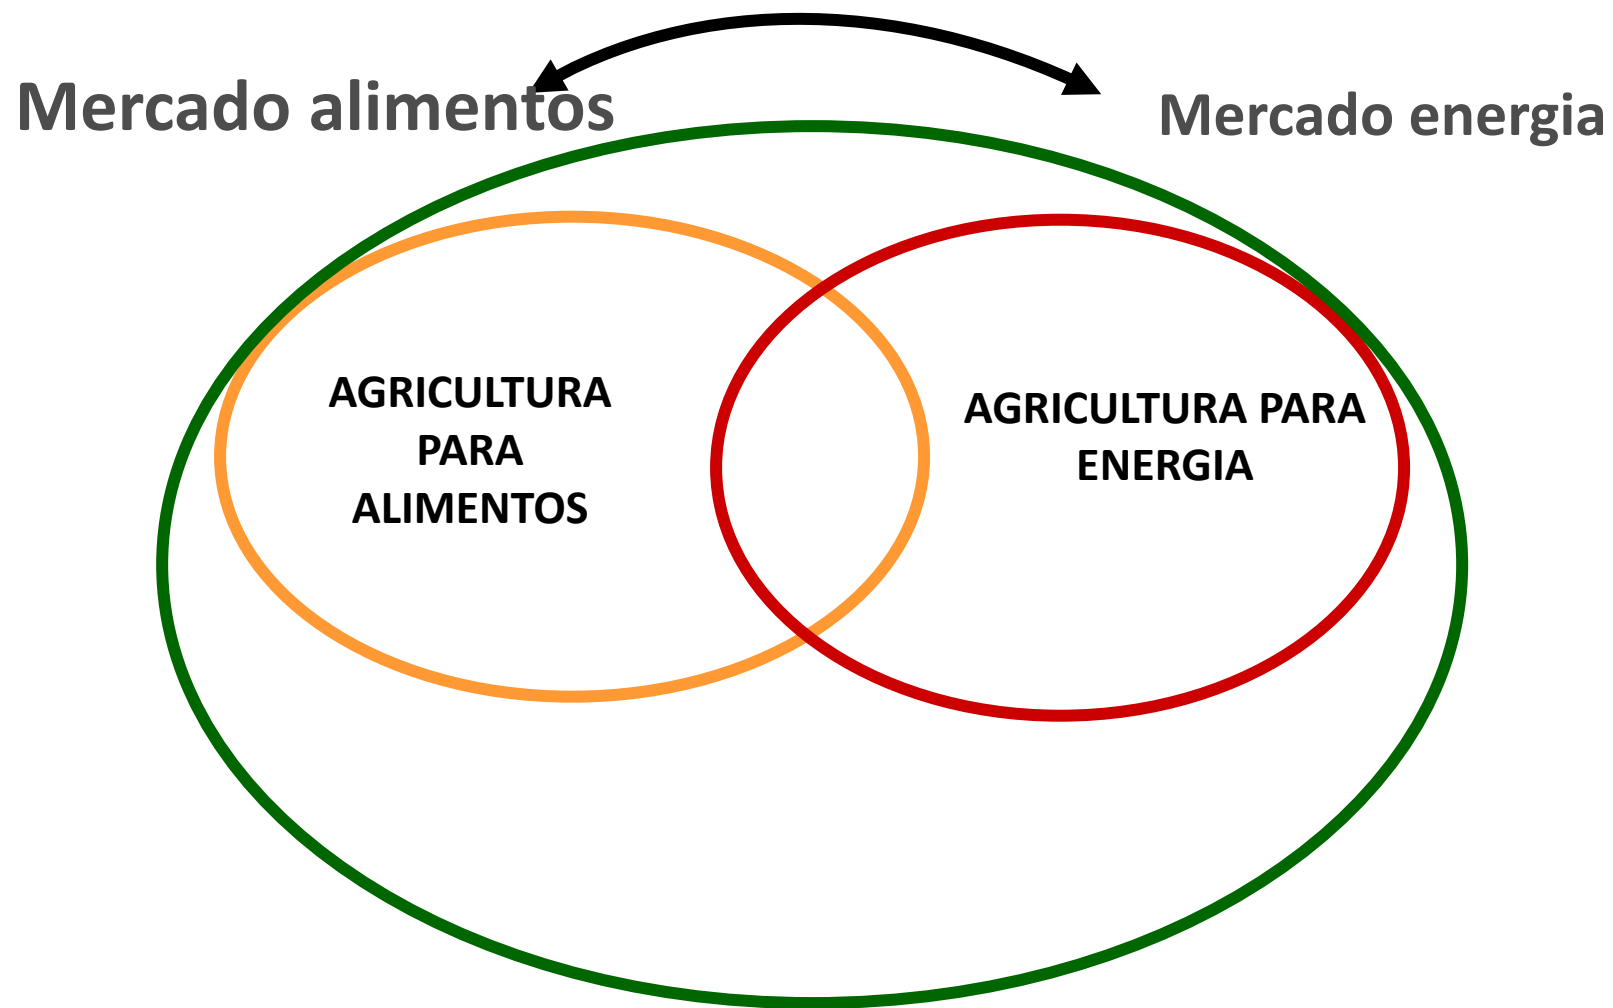 Mercado alimentos
Mercado energia
AGRICULTURA
PARA
ALIMENTOS
AGRICULTURA PARA
ENERGIA